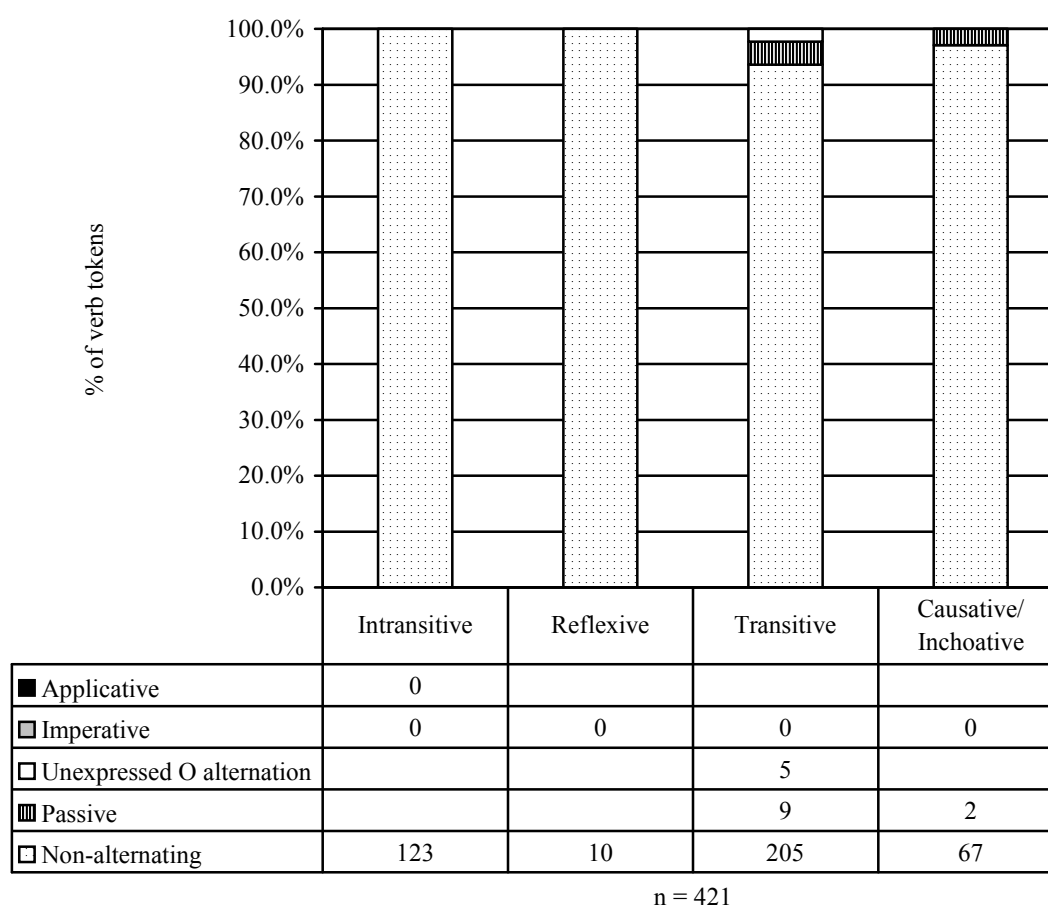 100.0%
90.0%
80.0%
70.0%
60.0%
50.0%
40.0%
30.0%
20.0%
10.0%
0.0%
% of verb tokens
Intransitive Reflexive Transitive Causative/
Inchoative
Applicative 0
Imperative 0 0 0 0
Unexpressed O alternation 5
Passive 9 2
Non-alternating 123 10 205 67
n = 421